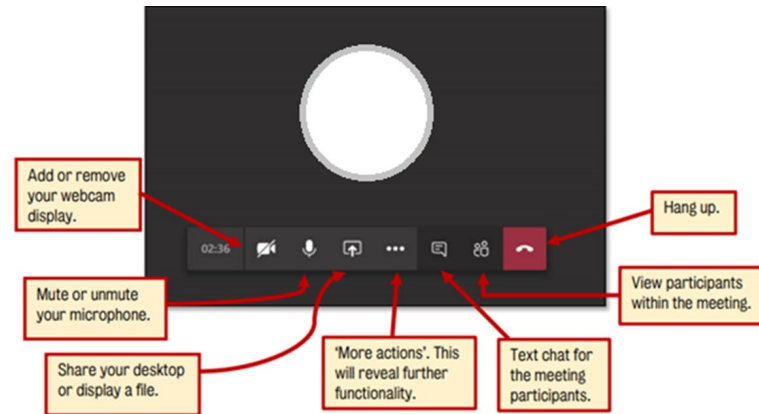 Add or remove
your webcam
display.
Hang up.
02:36
Mute or unmute
your microphone.
View participants
within the meeting.
Share your desktop
or display a file.
'More actions'. This
will reveal further
functionality.
Text chat for
the meeting
participants.